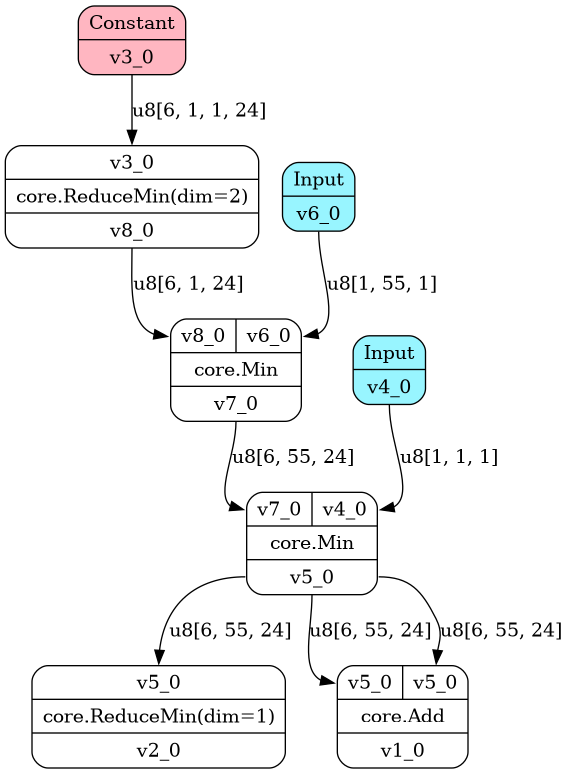 Constant
v3_0
u8[6, 1, 1, 24]
v3_0
core.ReduceMin(dim=2)
v8_0
Input
v6_0
u8[6, 1, 24]
u8[1, 55, 1]
v8_0 v6_0
core.Min
v7_0
Input
v4_0
u8[6, 55, 24]
u8[1, 1, 1]
v7_0 v4_0
core.Min
v5_0
u8[6, 55, 24]
u8[6, 55, 24]
u8[6, 55, 24]
v5_0
core.ReduceMin(dim=1)
v2_0
v5_0 v5_0
core.Add
v1_0